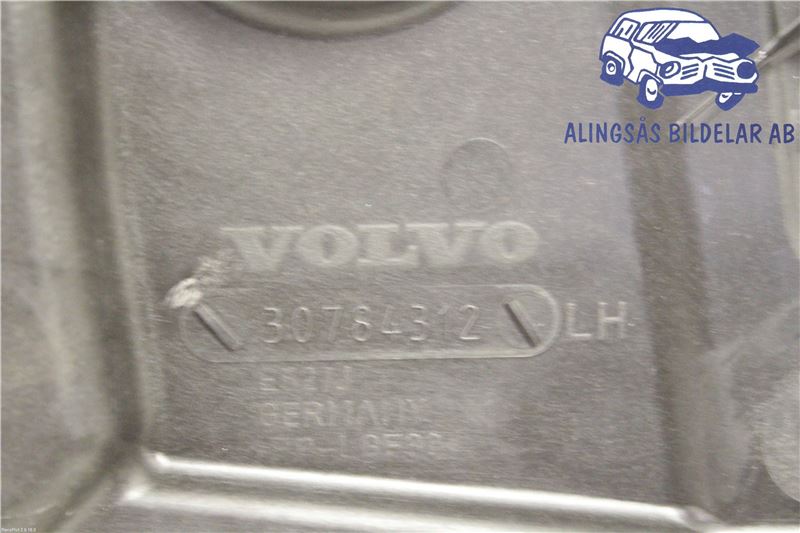 ALINGSÅS BILDELAR AB
VOLVO
30784312 LH
GERMANY